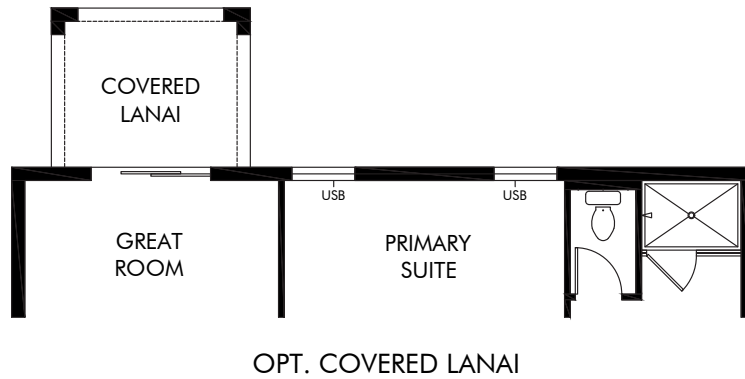 COVERED
LANAI
USB
USB
GREAT
ROOM
PRIMARY
SUITE
OPT. COVERED LANAI